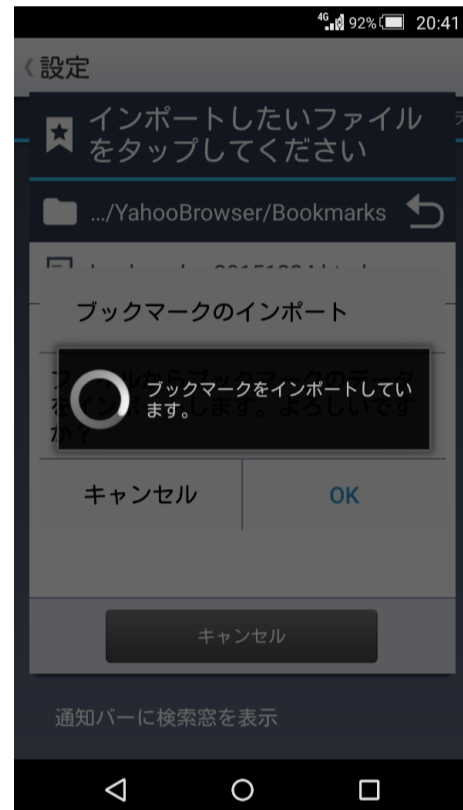 4G 92% 20:41
設定
インポートしたいファイル
をタップしてください
.../YahooBrowser/Bookmarks
ブックマークのインポート
ブックマークをインポートしてい
ます。
キャンセル OK
キャンセル
通知バーに検索窓を表示